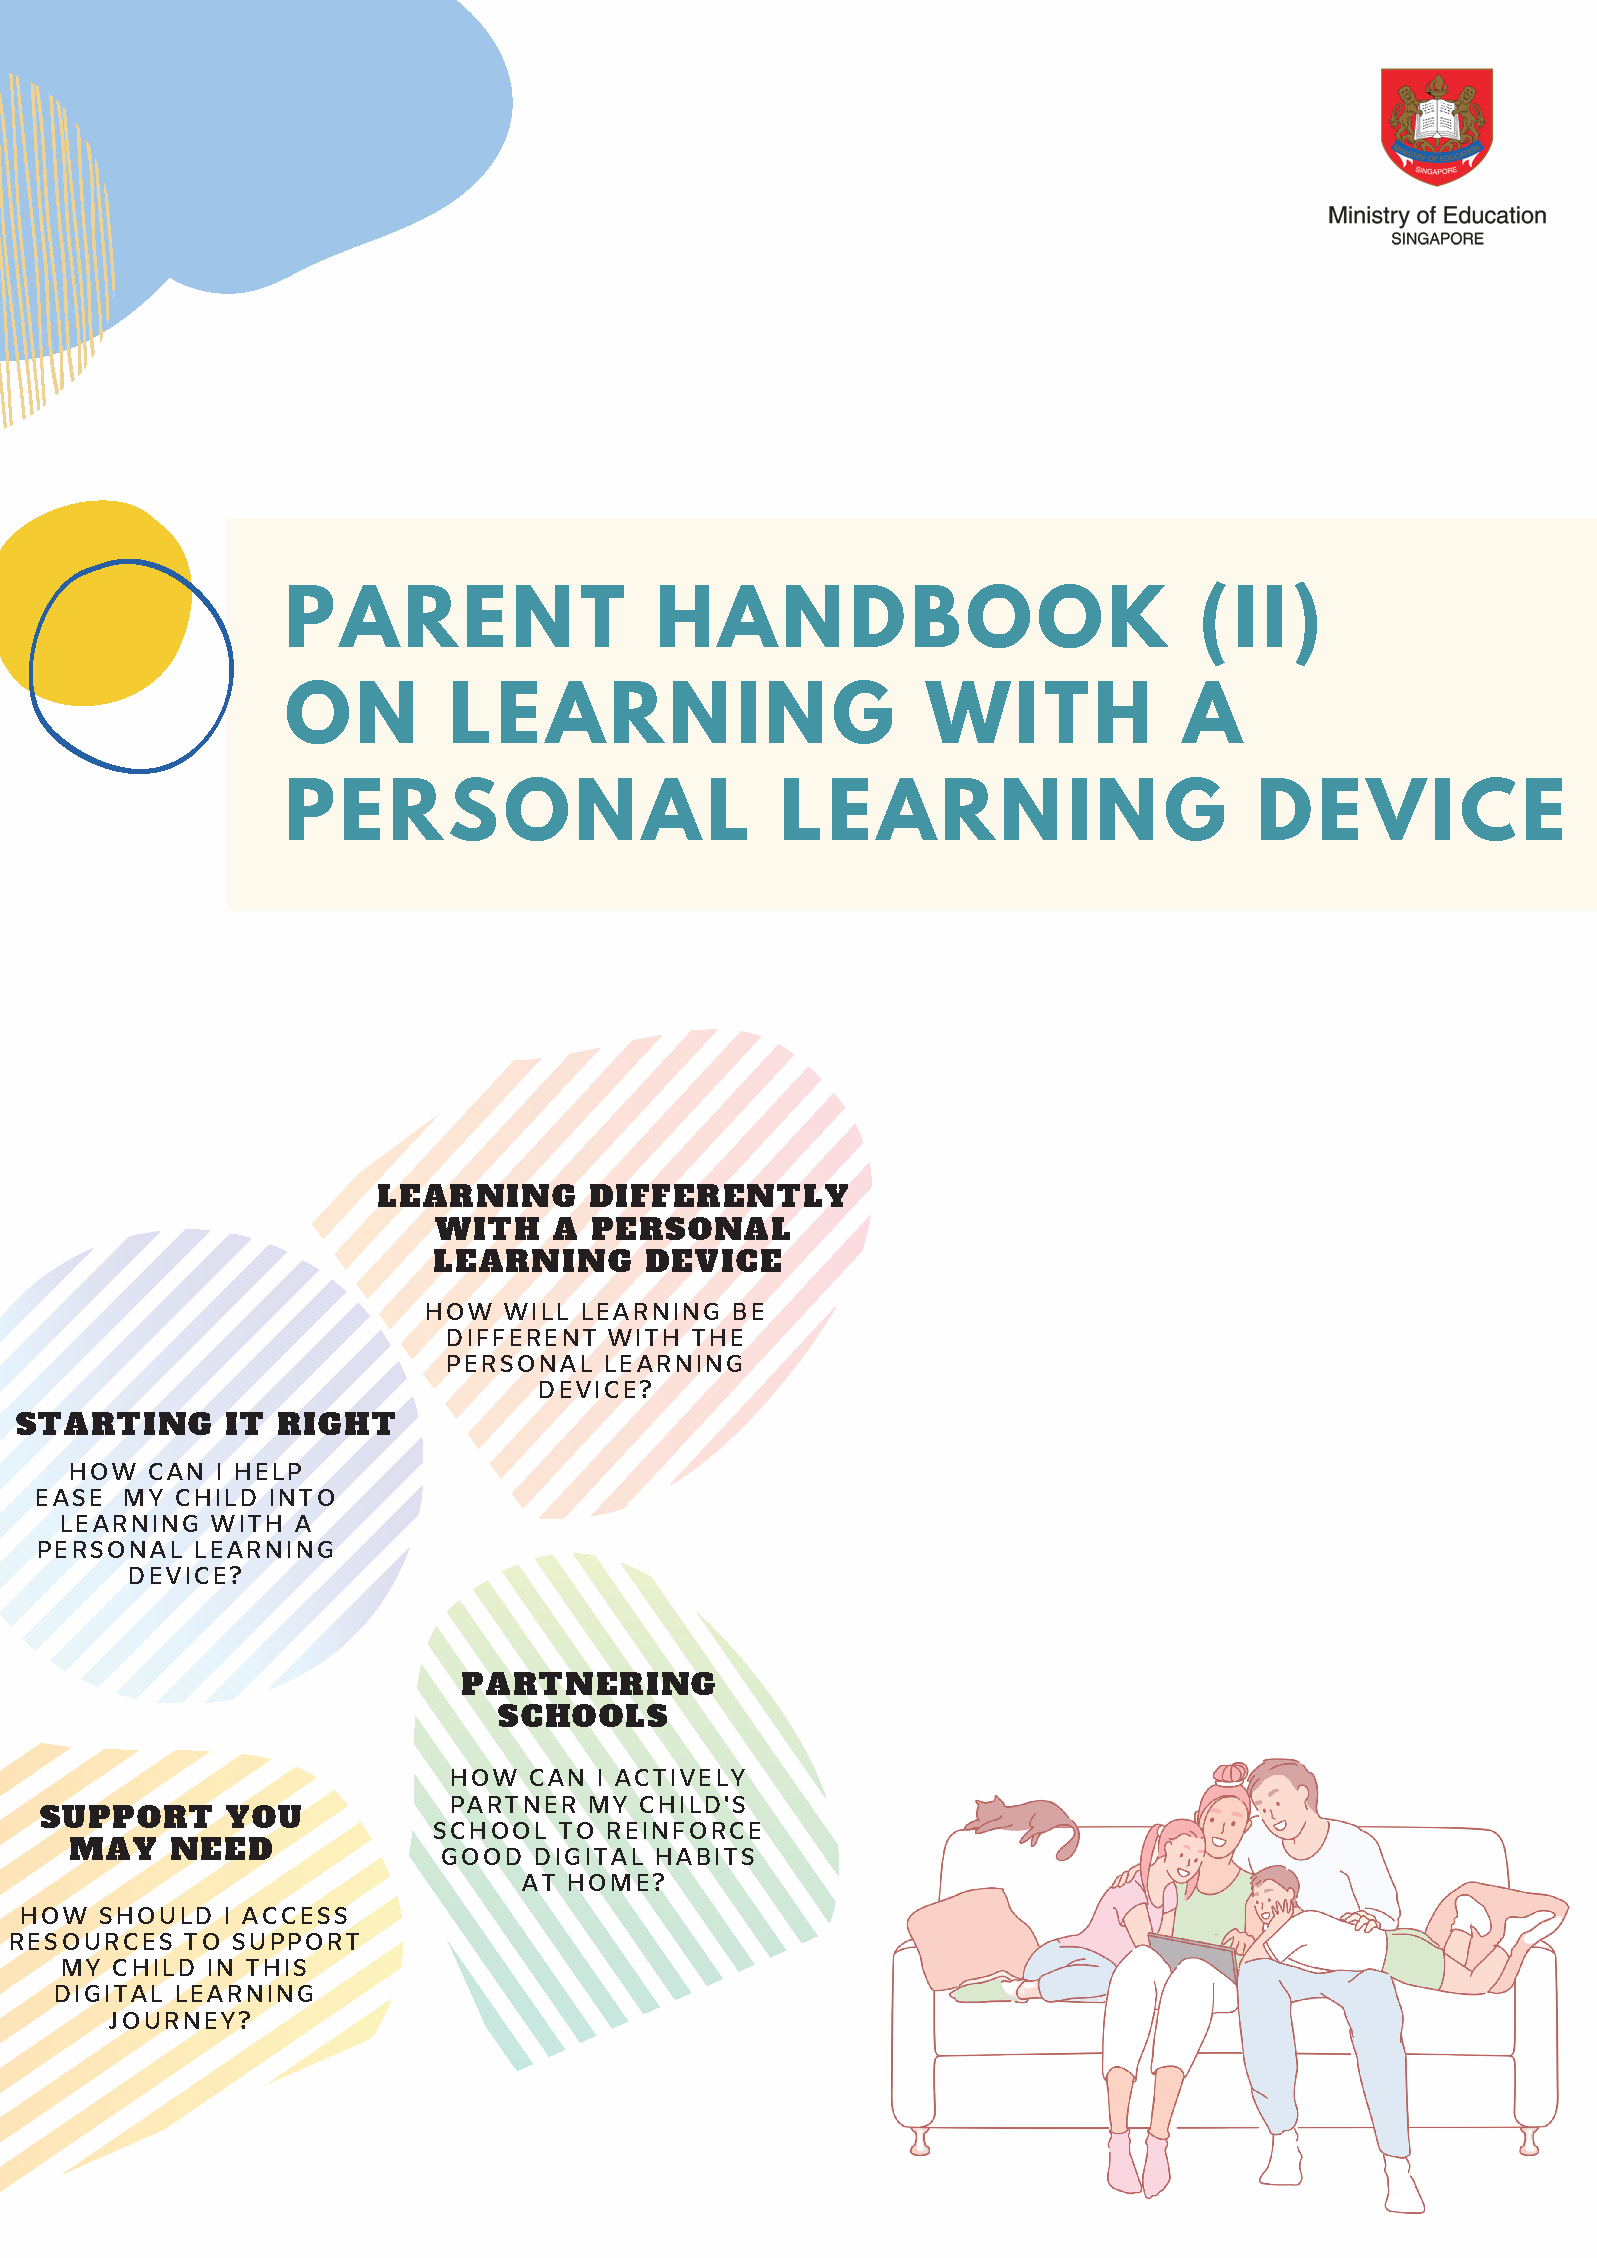 MINISTRY OF EDUCATION
SINGAPORE
Ministry of Education
SINGAPORE
PARENT HANDBOOK (II)
ON LEARNING WITH A
PERSONAL LEARNING DEVICE
LEARNING DIFFERENTLY
WITH A PERSONAL
LEARNING DEVICE
HOW WILL LEARNING BE
DIFFERENT WITH THE
PERSONAL LEARNING
DEVICE?
STARTING IT RIGHT
HOW CAN I HELP
EASE MY CHILD INTO
LEARNING WITH A
PERSONAL LEARNING
DEVICE?
PARTNERING
SCHOOLS
HOW CAN I ACTIVELY
PARTNER MY CHILD'S
SCHOOL TO REINFORCE
GOOD DIGITAL HABITS
AT HOME?
SUPPORT YOU
MAY NEED
HOW SHOULD I ACCESS
RESOURCES TO SUPPORT
MY CHILD IN THIS
DIGITAL LEARNING
JOURNEY?